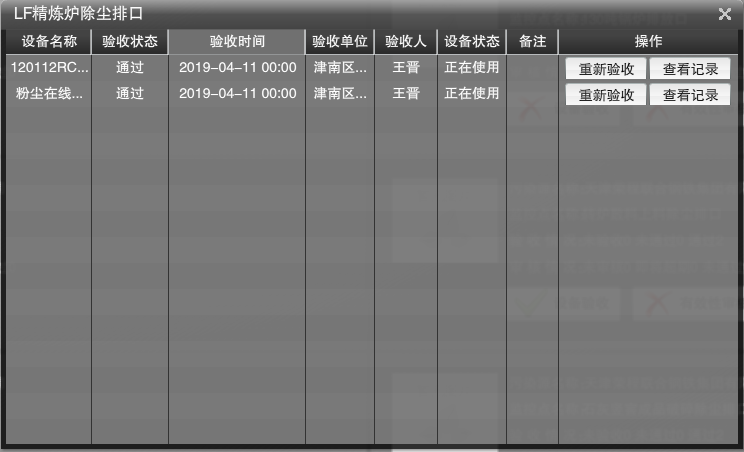 LF精炼炉除尘排口
设备名称 验收状态 验收时间 验收单位 验收人 设备状态 备注 操作
120112RC... 通过 2019-04-11 00:00 津南区... 王晋 正在使用 重新验收 查看记录
粉尘在线... 通过 2019-04-11 00:00 津南区... 王晋 正在使用 重新验收 查看记录